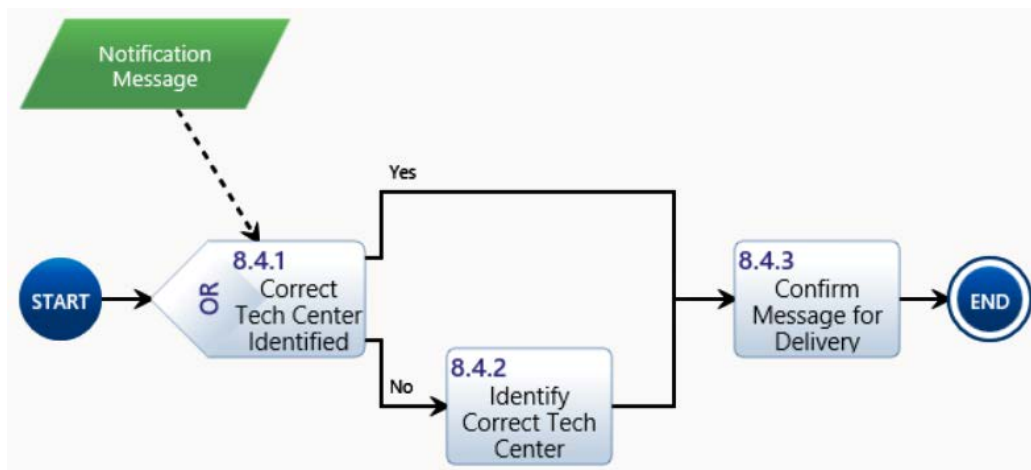 Notification
Message
Yes
START
OR
8.4.1
Correct
Tech Center
Identified
No
8.4.2
Identify
Correct Tech
Center
8.4.3
Confirm
Message for
Delivery
END